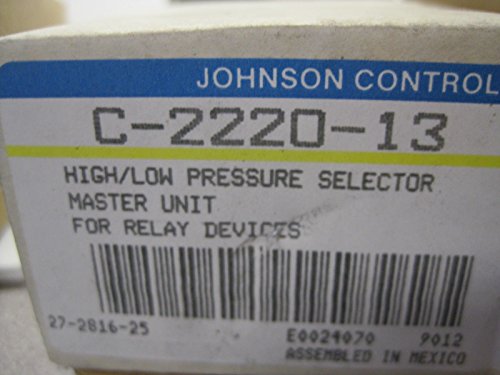 JOHNSON CONTROL
C-2220-13
HIGH/LOW PRESSURE SELECTOR
MASTER UNIT
FOR RELAY DEVICES
27-2816-25 E0024070 9012
ASSEMBLED IN MEXICO